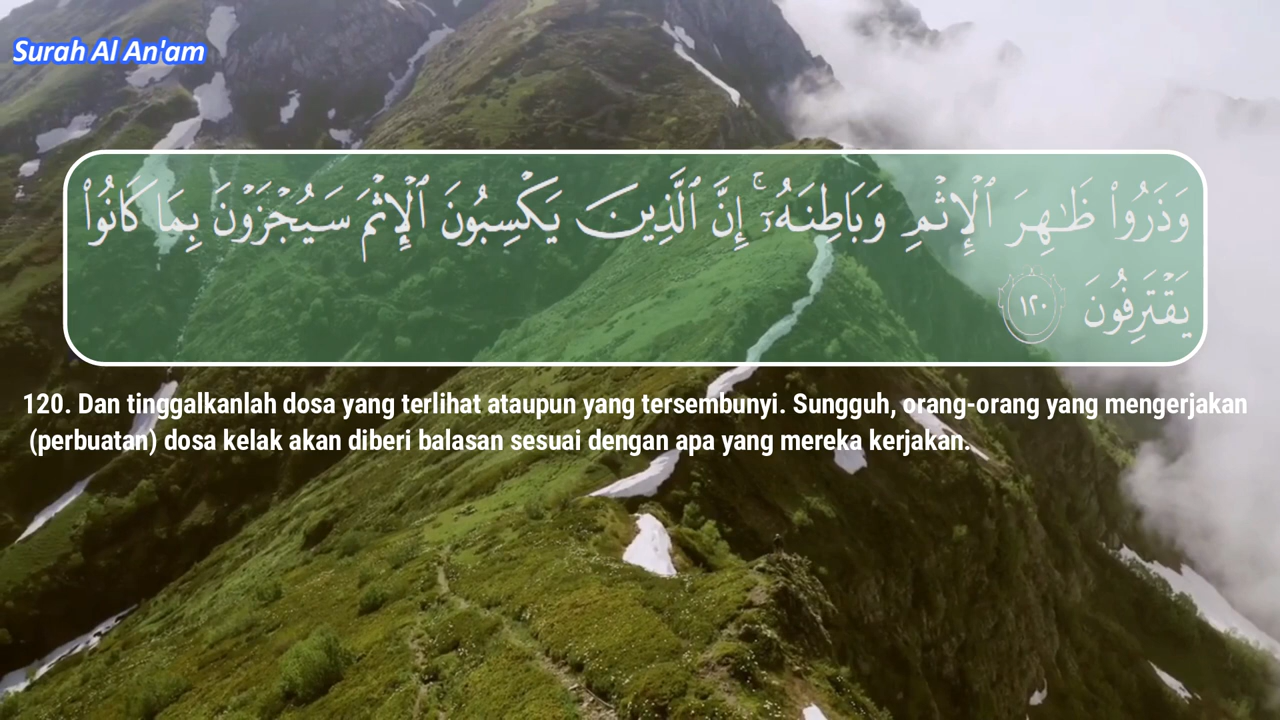 Surah Al An'am
وَذَرُوا۟ ظَـٰهِرَ ٱلْإِثْمِ وَبَاطِنَهُۥٓ ۚ إِنَّ ٱلَّذِينَ يَكْسِبُونَ ٱلْإِثْمَ سَيُجْزَوْنَ بِمَا كَانُوا۟
يَقْتَرِفُونَ ١٢٠
120. Dan tinggalkanlah dosa yang terlihat ataupun yang tersembunyi. Sungguh, orang-orang yang mengerjakan
(perbuatan) dosa kelak akan diberi balasan sesuai dengan apa yang mereka kerjakan.